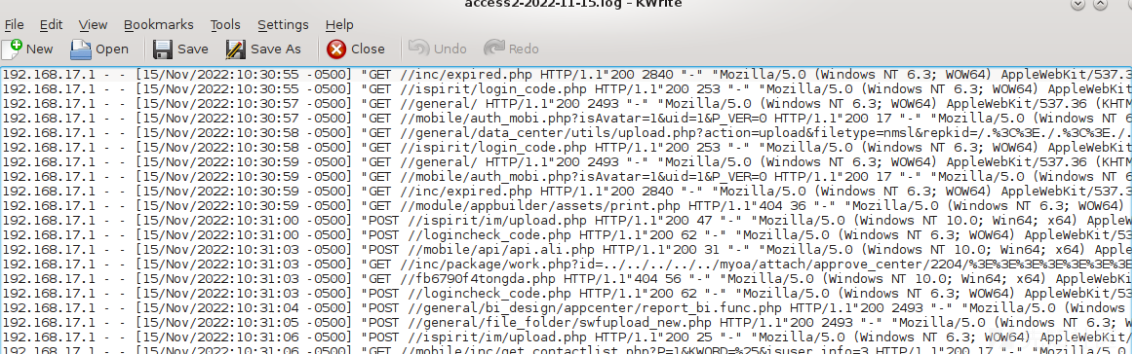 access2-2022-11-15.log – KWrite
File Edit View Bookmarks Tools Settings Help
New Open Save Save As Close Undo Redo
192.168.17.1 - - [15/Nov/2022:10:30:55 -0500] "GET //inc/expired.php HTTP/1.1"200 2840 "-" "Mozilla/5.0 (Windows NT 6.3; WOW64) AppleWebKit/537.3
192.168.17.1 - - [15/Nov/2022:10:30:55 -0500] "GET //ispirit/login_code.php HTTP/1.1"200 253 "-" "Mozilla/5.0 (Windows NT 6.3; WOW64) AppleWebKit
192.168.17.1 - - [15/Nov/2022:10:30:57 -0500] "GET //general/ HTTP/1.1"200 2493 "-" "Mozilla/5.0 (Windows NT 6.3; WOW64) AppleWebKit/537.36 (KHTM
192.168.17.1 - - [15/Nov/2022:10:30:57 -0500] "GET //mobile/auth_mobi.php?isAvatar=1&uid=1&P_VER=0 HTTP/1.1"200 17 "-" "Mozilla/5.0 (Windows NT 6
192.168.17.1 - - [15/Nov/2022:10:30:58 -0500] "GET //general/data_center/utils/upload.php?action=upload&filetype=nmsl&repkid=/.%3C%3E./.%3C%3E./.
192.168.17.1 - - [15/Nov/2022:10:30:58 -0500] "GET //ispirit/login_code.php HTTP/1.1"200 253 "-" "Mozilla/5.0 (Windows NT 6.3; WOW64) AppleWebKit
192.168.17.1 - - [15/Nov/2022:10:30:59 -0500] "GET //general/ HTTP/1.1"200 2493 "-" "Mozilla/5.0 (Windows NT 6.3; WOW64) AppleWebKit/537.36 (KHTM
192.168.17.1 - - [15/Nov/2022:10:30:59 -0500] "GET //mobile/auth_mobi.php?isAvatar=1&uid=1&P_VER=0 HTTP/1.1"200 17 "-" "Mozilla/5.0 (Windows NT 6
192.168.17.1 - - [15/Nov/2022:10:30:59 -0500] "GET //inc/expired.php HTTP/1.1"200 2840 "-" "Mozilla/5.0 (Windows NT 6.3; WOW64) AppleWebKit/537.3
192.168.17.1 - - [15/Nov/2022:10:30:59 -0500] "GET //module/appbuilder/assets/print.php HTTP/1.1"404 36 "-" "Mozilla/5.0 (Windows NT 6.3; WOW64)
192.168.17.1 - - [15/Nov/2022:10:31:00 -0500] "POST //ispirit/im/upload.php HTTP/1.1"200 47 "-" "Mozilla/5.0 (Windows NT 10.0; Win64; x64) AppleW
192.168.17.1 - - [15/Nov/2022:10:31:00 -0500] "POST //logincheck_code.php HTTP/1.1"200 62 "-" "Mozilla/5.0 (Windows NT 6.3; WOW64) AppleWebKit/53
192.168.17.1 - - [15/Nov/2022:10:31:03 -0500] "POST //mobile/api/api.ali.php HTTP/1.1"200 31 "-" "Mozilla/5.0 (Windows NT 10.0; Win64; x64) Apple
192.168.17.1 - - [15/Nov/2022:10:31:03 -0500] "GET //inc/package/work.php?id=../../../../../myoa/attach/approve_center/2204/%3E%3E%3E%3E%3E%3E%3E
192.168.17.1 - - [15/Nov/2022:10:31:03 -0500] "GET //fb6790f4tongda.php HTTP/1.1"404 56 "-" "Mozilla/5.0 (Windows NT 10.0; Win64; x64) AppleWebKi
192.168.17.1 - - [15/Nov/2022:10:31:03 -0500] "POST //logincheck_code.php HTTP/1.1"200 62 "-" "Mozilla/5.0 (Windows NT 6.3; WOW64) AppleWebKit/53
192.168.17.1 - - [15/Nov/2022:10:31:04 -0500] "POST //general/bi_design/appcenter/report_bi.func.php HTTP/1.1"200 2493 "-" "Mozilla/5.0 (Windows
192.168.17.1 - - [15/Nov/2022:10:31:05 -0500] "POST //general/file_folder/swfupload_new.php HTTP/1.1"200 2493 "-" "Mozilla/5.0 (Windows NT 6.3; W
192.168.17.1 - - [15/Nov/2022:10:31:06 -0500] "POST //ispirit/im/upload.php HTTP/1.1"200 25 "-" "Mozilla/5.0 (Windows NT 6.3; WOW64) AppleWebKit/
192.168.17.1 - - [15/Nov/2022:10:31:06 -0500] "GET //mobile/inc/get_contactlist.php?P=1&KWORD=%25&isuser_info=3 HTTP/1.1"200 17 "-" "Mozilla/5.0